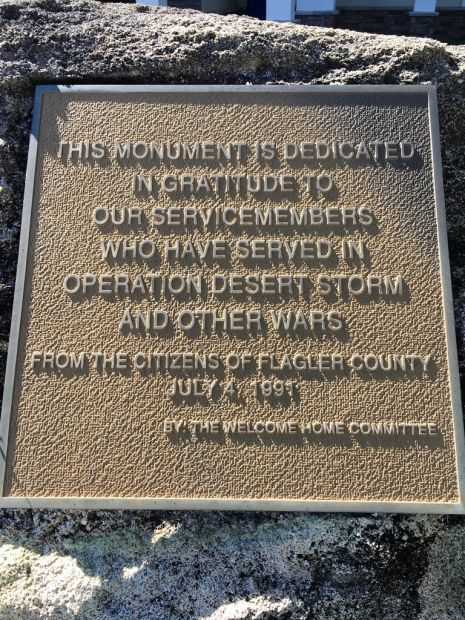 THIS MONUMENT IS DEDICATED
IN GRATITUDE TO
OUR SERVICEMEMBERS
WHO HAVE SERVED IN
OPERATION DESERT STORM
AND OTHER WARS
FROM THE CITIZENS OF FLAGLER COUNTY
JULY 4, 1991
BY: THE WELCOME HOME COMMITTEE